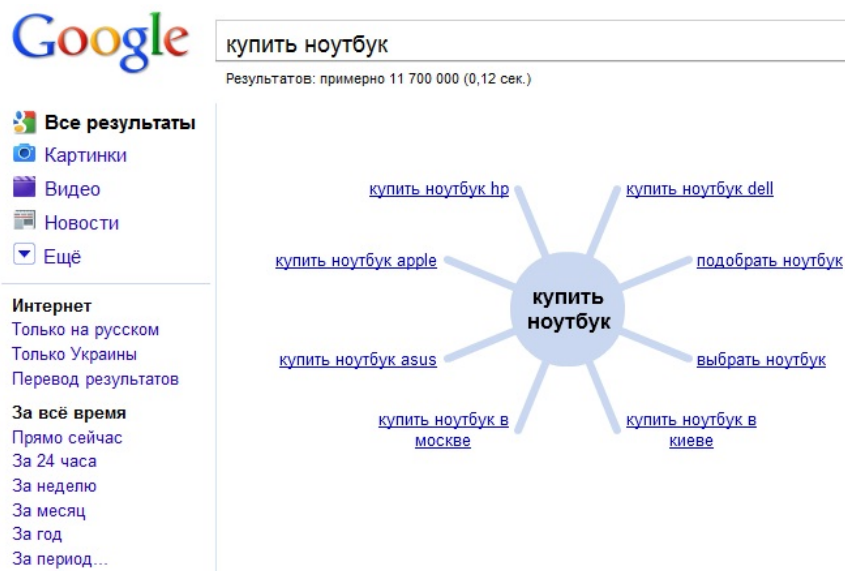 Google
купить ноутбук
Результатов: примерно 11 700 000 (0,12 сек.)
Все результаты
Картинки
Видео
Новости
Ещё
Интернет
Только на русском
Только Украины
Перевод результатов
За всё время
Прямо сейчас
За 24 часа
За неделю
За месяц
За год
За период...
купить ноутбук hp
купить ноутбук dell
купить ноутбук apple
подобрать ноутбук
купить
ноутбук
купить ноутбук asus
выбрать ноутбук
купить ноутбук в
москве
купить ноутбук в
киеве